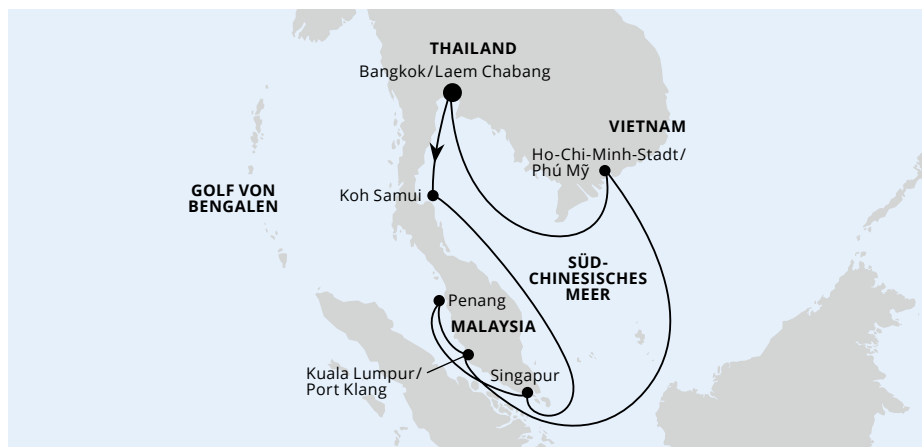 THAILAND
Bangkok/Laem Chabang
VIETNAM
Ho-Chi-Minh-Stadt/
Phú Mỹ
GOLF VON
BENGALEN
Koh Samui
SÜD-
CHINESISCHES
MEER
Penang
MALAYSIA
Kuala Lumpur/
Port Klang
Singapur